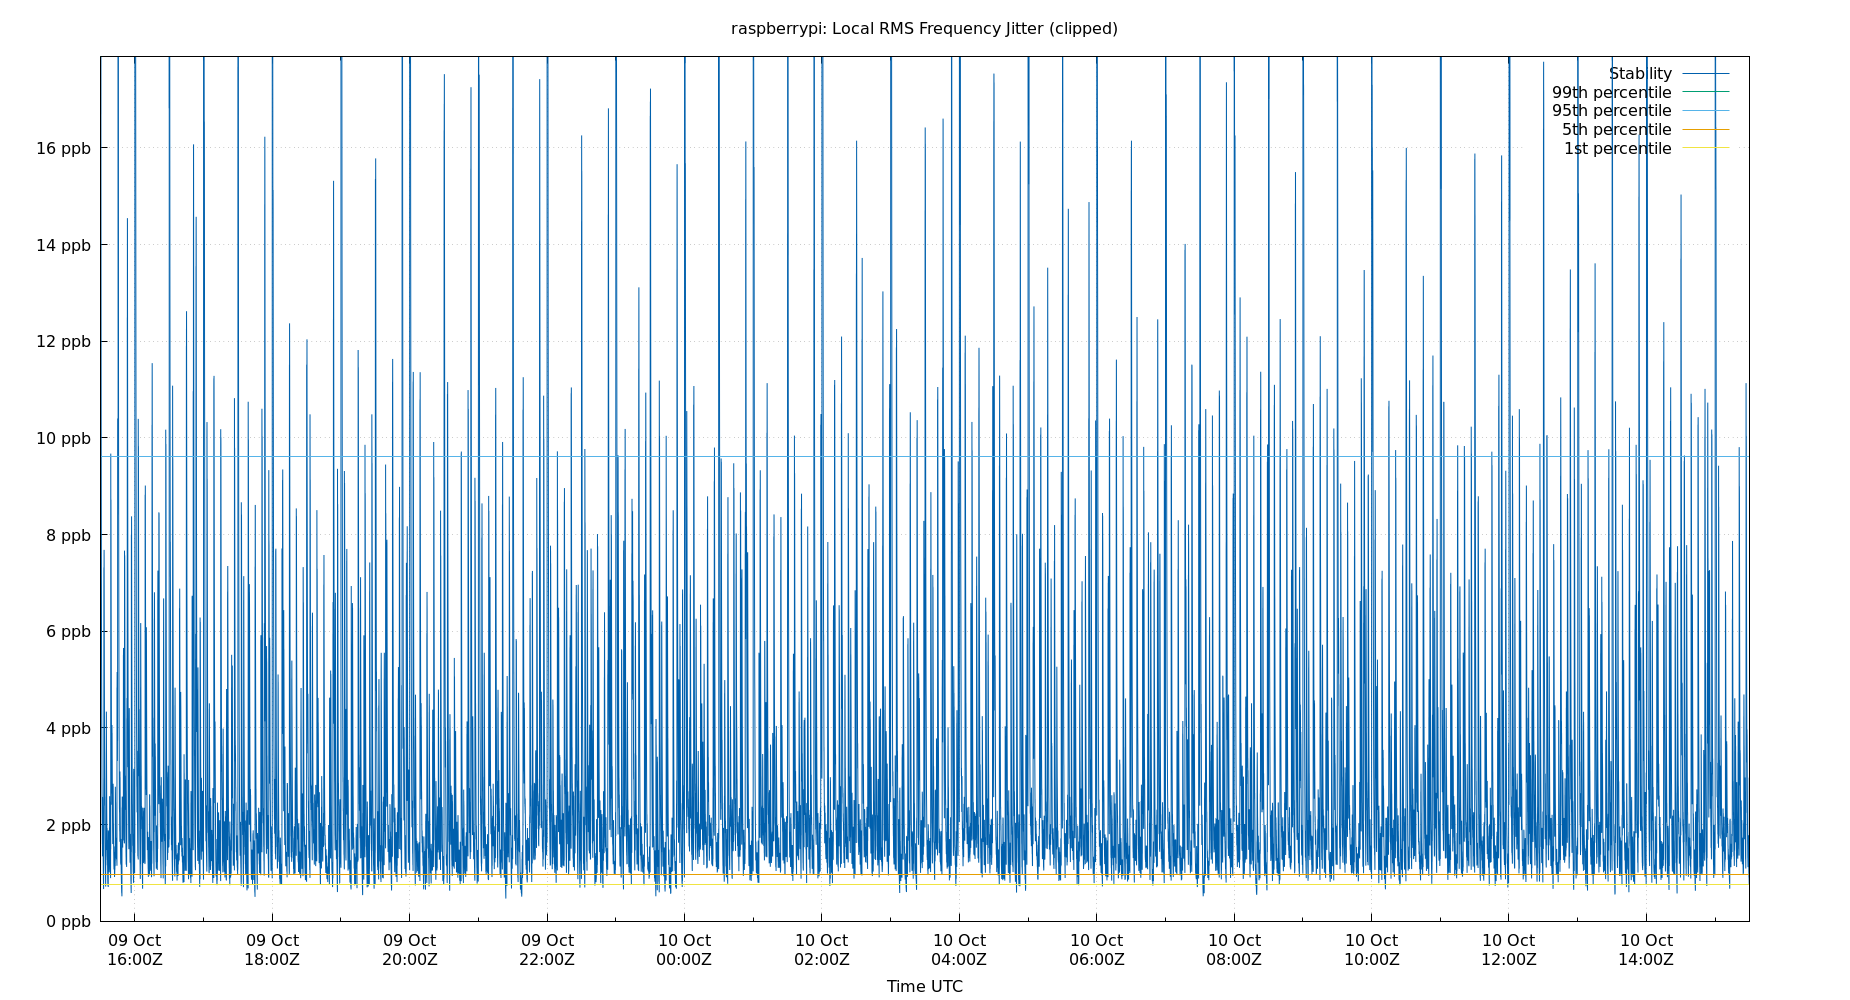 raspberrypi: Local RMS Frequency Jitter (clipped)
Stability
99th percentile
95th percentile
5th percentile
1st percentile
16 ppb
14 ppb
12 ppb
10 ppb
8 ppb
6 ppb
4 ppb
2 ppb
0 ppb
09 Oct 09 Oct 09 Oct 09 Oct 10 Oct 10 Oct 10 Oct 10 Oct 10 Oct 10 Oct 10 Oct 10 Oct
16:00Z 18:00Z 20:00Z 22:00Z 00:00Z 02:00Z 04:00Z 06:00Z 08:00Z 10:00Z 12:00Z 14:00Z
Time UTC